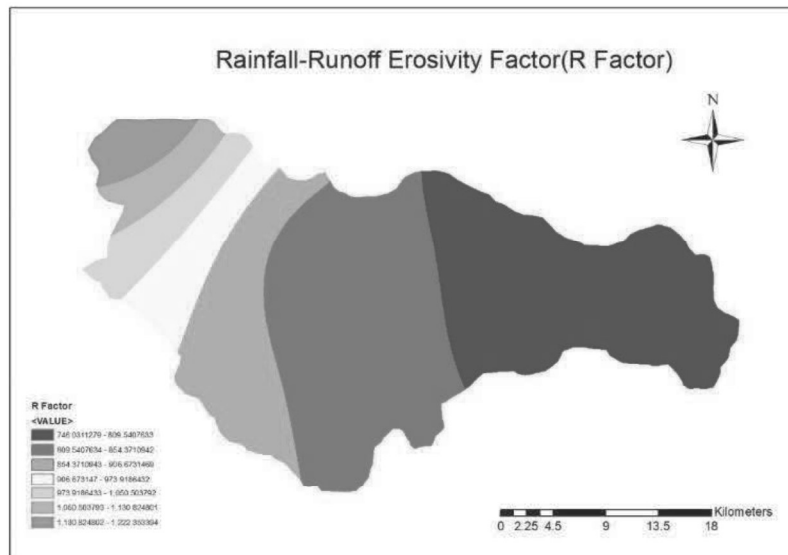 Rainfall-Runoff Erosivity Factor(R Factor)
N
R Factor
<VALUE>
746.0311279 - 809.5407633
809.5407634 - 854.3710942
854.3710943 - 906.6731469
906.673147 - 973.9186432
973.9186433 - 1,050.503792
1,050.503793 - 1,130.824801
1,130.824802 - 1,222.353394
Kilometers
0 2.25 4.5 9 13.5 18